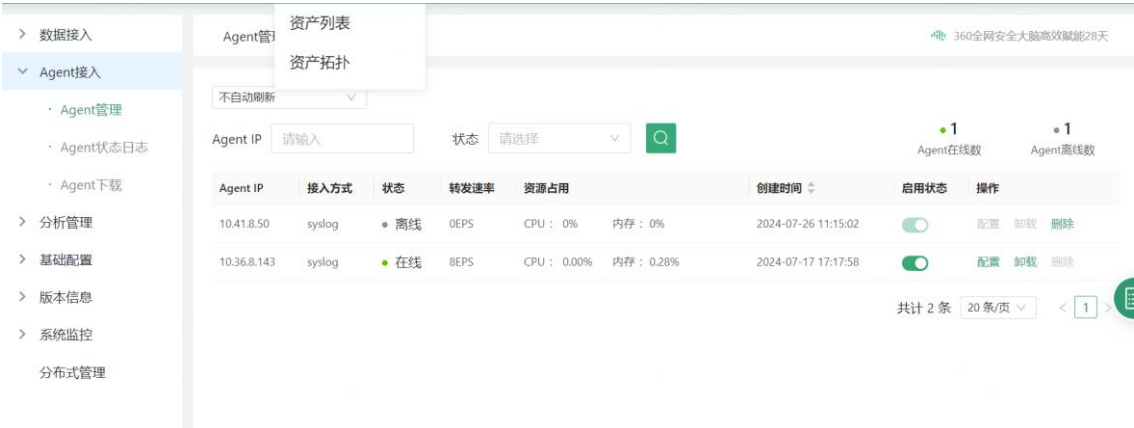 资产列表
资产拓扑
数据接入
Agent管
360全网安全大脑高效赋能28天
Agent接入
Agent管理
Agent状态日志
Agent下载
分析管理
基础配置
版本信息
系统监控
分布式管理
不自动刷新
Agent IP 请输入 状态 请选择
1 Agent在线数
1 Agent离线数
Agent IP 接入方式 状态 转发速率 资源占用 创建时间 启用状态 操作
10.41.8.50 syslog 离线 0EPS CPU： 0% 内存： 0% 2024-07-26 11:15:02 配置 卸载 删除
10.36.8.143 syslog 在线 8EPS CPU： 0.00% 内存： 0.28% 2024-07-17 17:17:58 配置 卸载 删除
共计 2 条 20 条/页 < 1 >